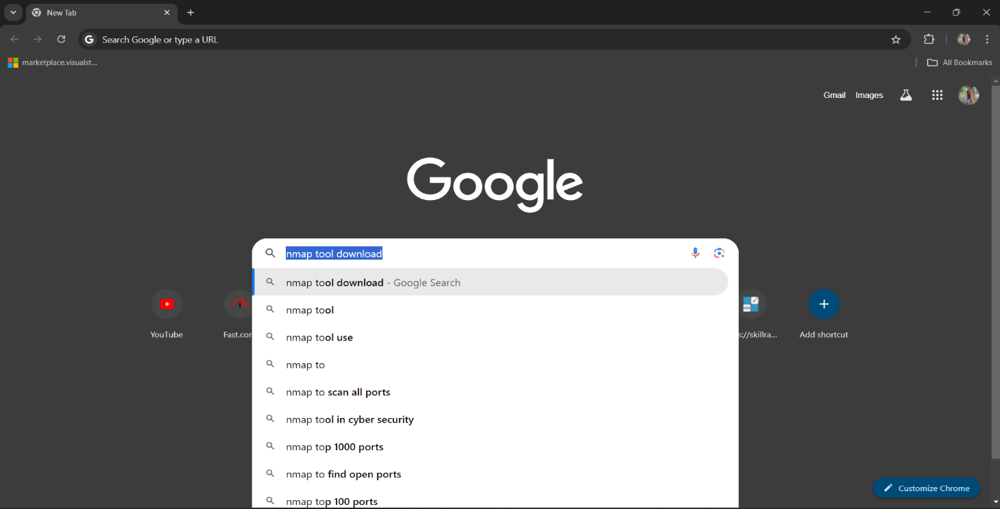 New Tab
Search Google or type a URL
marketplace.visualst...
All Bookmarks
Gmail Images
Google
nmap tool download
nmap tool download - Google Search
nmap tool
nmap tool use
nmap to
nmap to scan all ports
nmap tool in cyber security
nmap top 1000 ports
nmap to find open ports
nmap top 100 ports
YouTube
Fast.cor
s://skillra...
Add shortcut
Customize Chrome